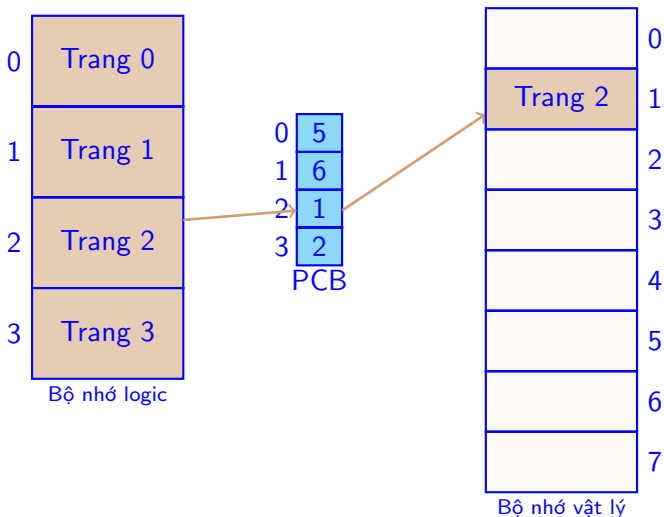 0 Trang 0
1 Trang 1
2 Trang 2
3 Trang 3
Bộ nhớ logic
0 5
1 6
2 1
3 2
PCB
0
Trang 2 1
2
3
4
5
6
7
Bộ nhớ vật lý